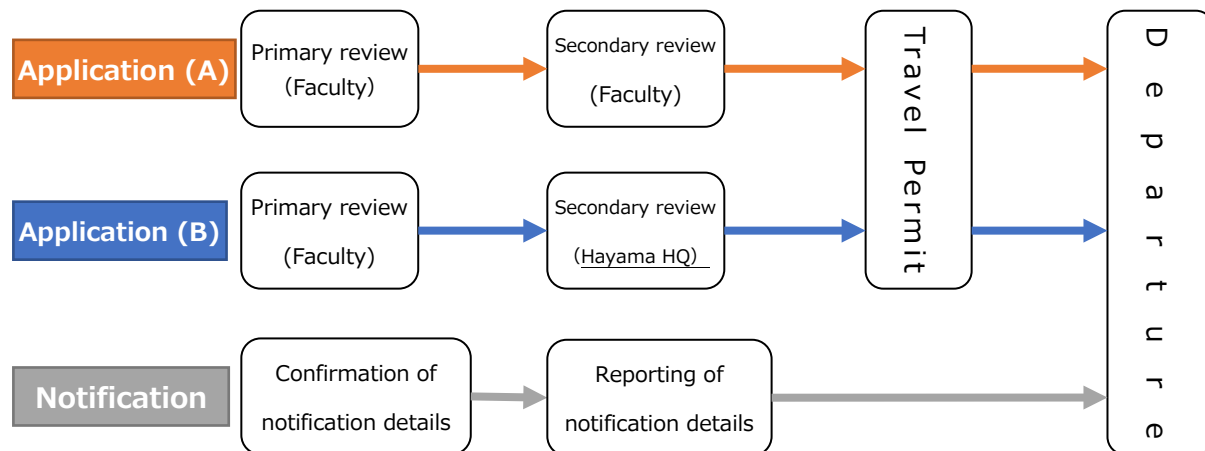 Application (A)
Primary review
（Faculty）
Secondary review
(Faculty)
Application (B)
Primary review
(Faculty)
Secondary review
（Hayama HQ）
Travel Permit
Notification
Confirmation of
notification details
Reporting of
notification details
Departure